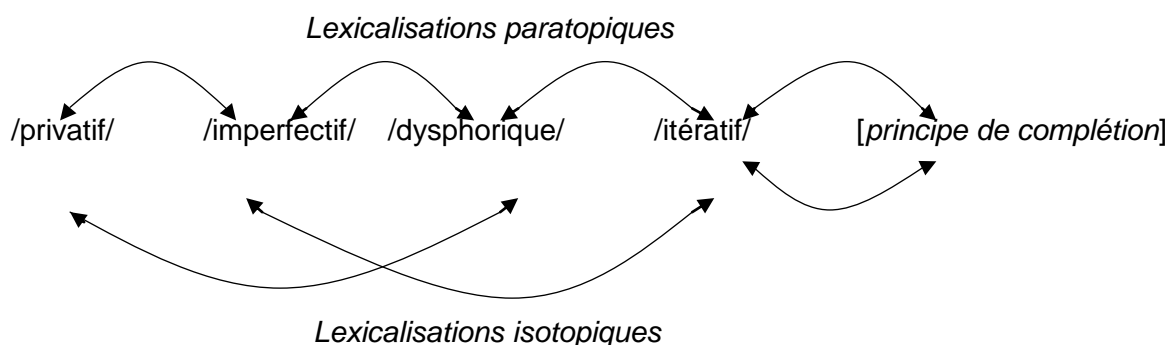 Lexicalisations paratopiques
/privatif/ /imperfectif/ /dysphorique/ /itératif/ [principe de complétion]
Lexicalisations isotopiques